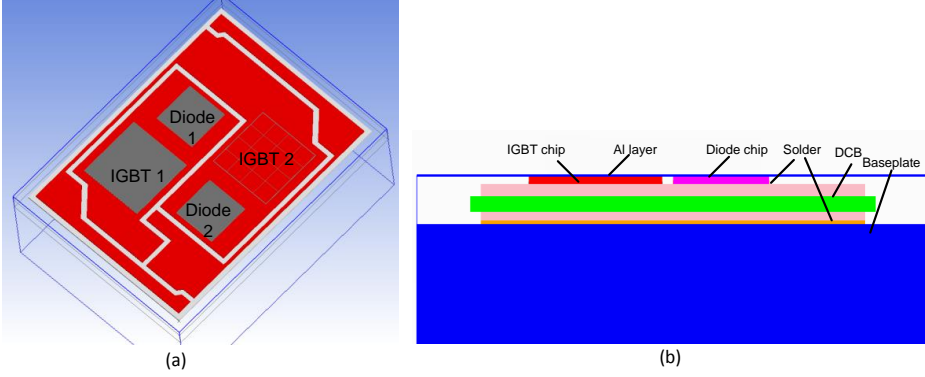 Diode
1
IGBT 1
IGBT 2
Diode
2
(a)
IGBT chip
Al layer
Diode chip
Solder
DCB
Baseplate
(b)